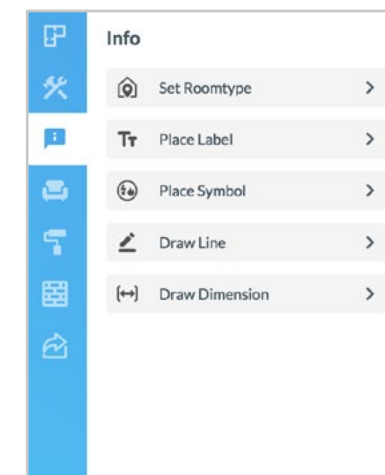 Info
Set Roomtype
Place Label
Place Symbol
Draw Line
Draw Dimension